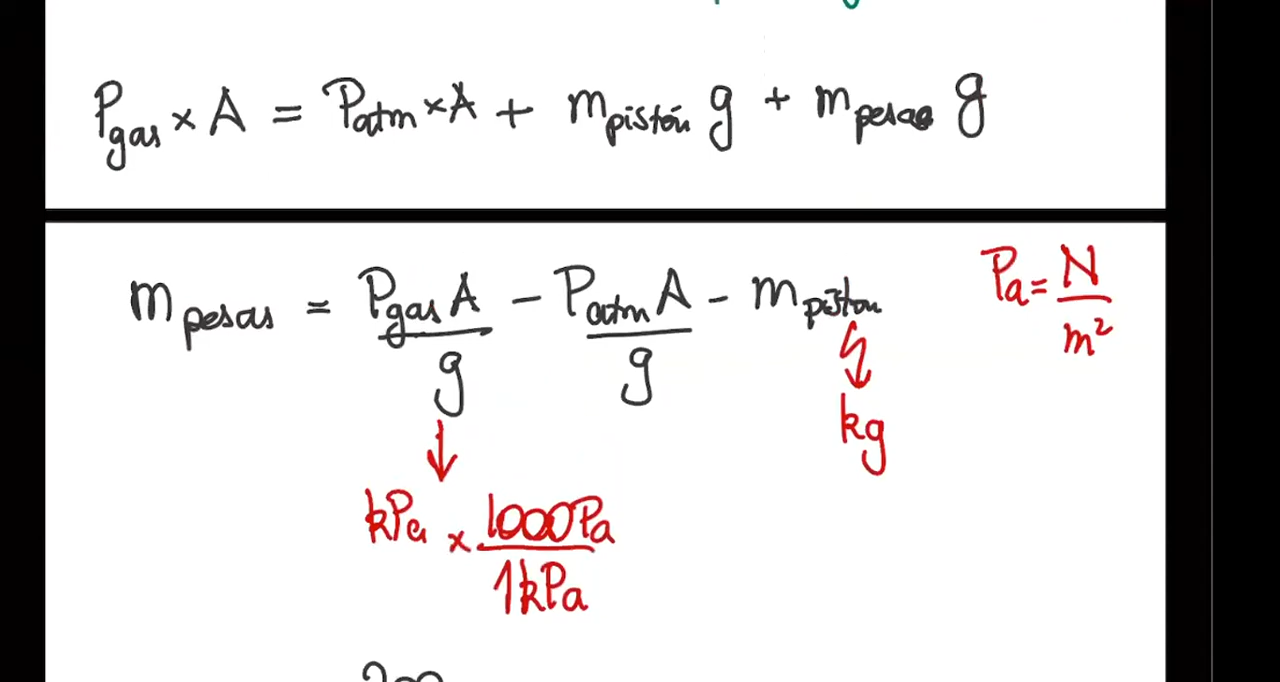 Pgas × A = Patm × A + mpistón g + mpesas g
mpesas = PgasA/g − PatmA/g − mpistón
Pa = N/m²
kg
kPa × 1000Pa/1kPa